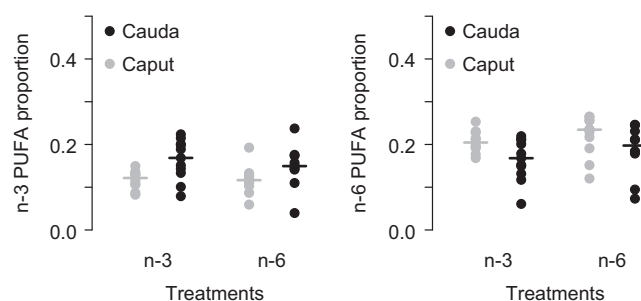 n-3 PUFA proportion
0.4
0.2
0.0
Cauda
Caput
n-3
n-6
Treatments
n-6 PUFA proportion
0.4
0.2
0.0
Cauda
Caput
n-3
n-6
Treatments